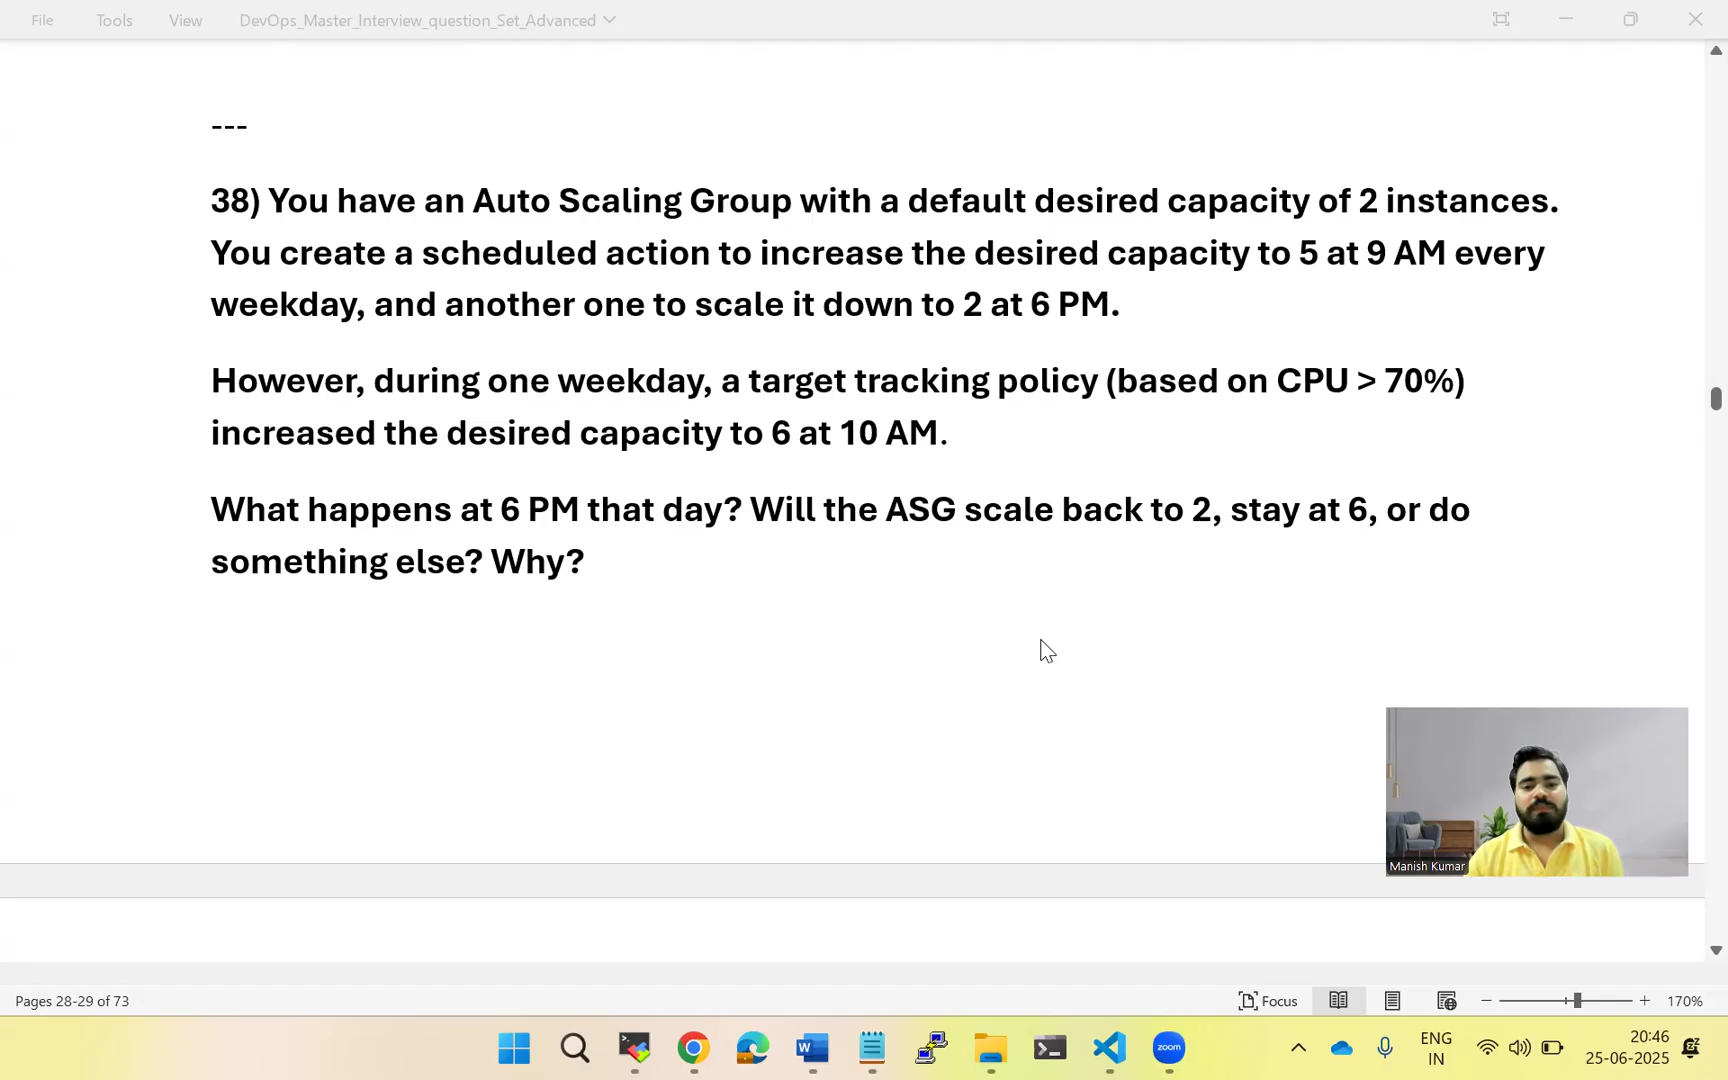 File Tools View DevOps_Master_Interview_question_Set_Advanced
---
38) You have an Auto Scaling Group with a default desired capacity of 2 instances.
You create a scheduled action to increase the desired capacity to 5 at 9 AM every
weekday, and another one to scale it down to 2 at 6 PM.
However, during one weekday, a target tracking policy (based on CPU > 70%)
increased the desired capacity to 6 at 10 AM.
What happens at 6 PM that day? Will the ASG scale back to 2, stay at 6, or do
something else? Why?
Manish Kumar
Pages 28-29 of 73 Focus 170%
zoom
ENG
IN
20:46
25-06-2025